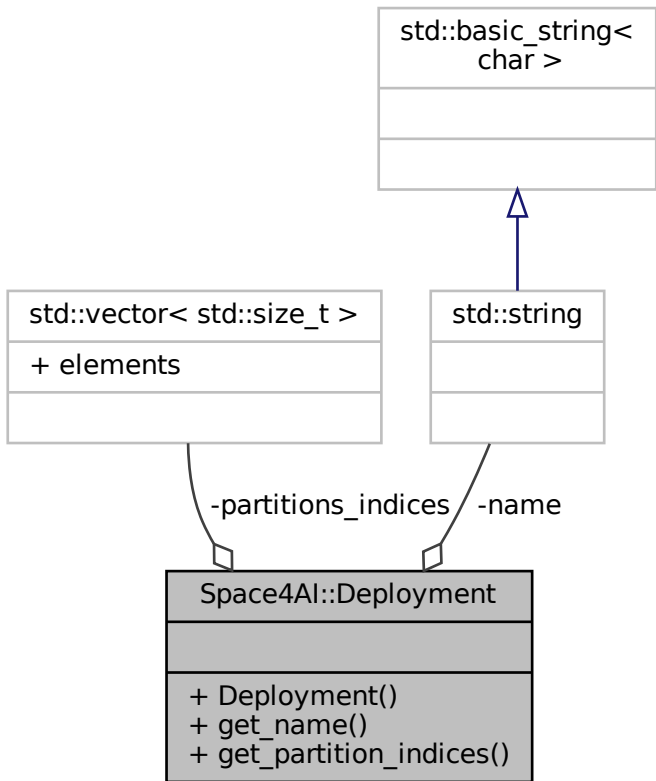 std::basic_string<
char >
std::vector< std::size_t >
+ elements
std::string
-partitions_indices
-name
Space4AI::Deployment
+ Deployment()
+ get_name()
+ get_partition_indices()